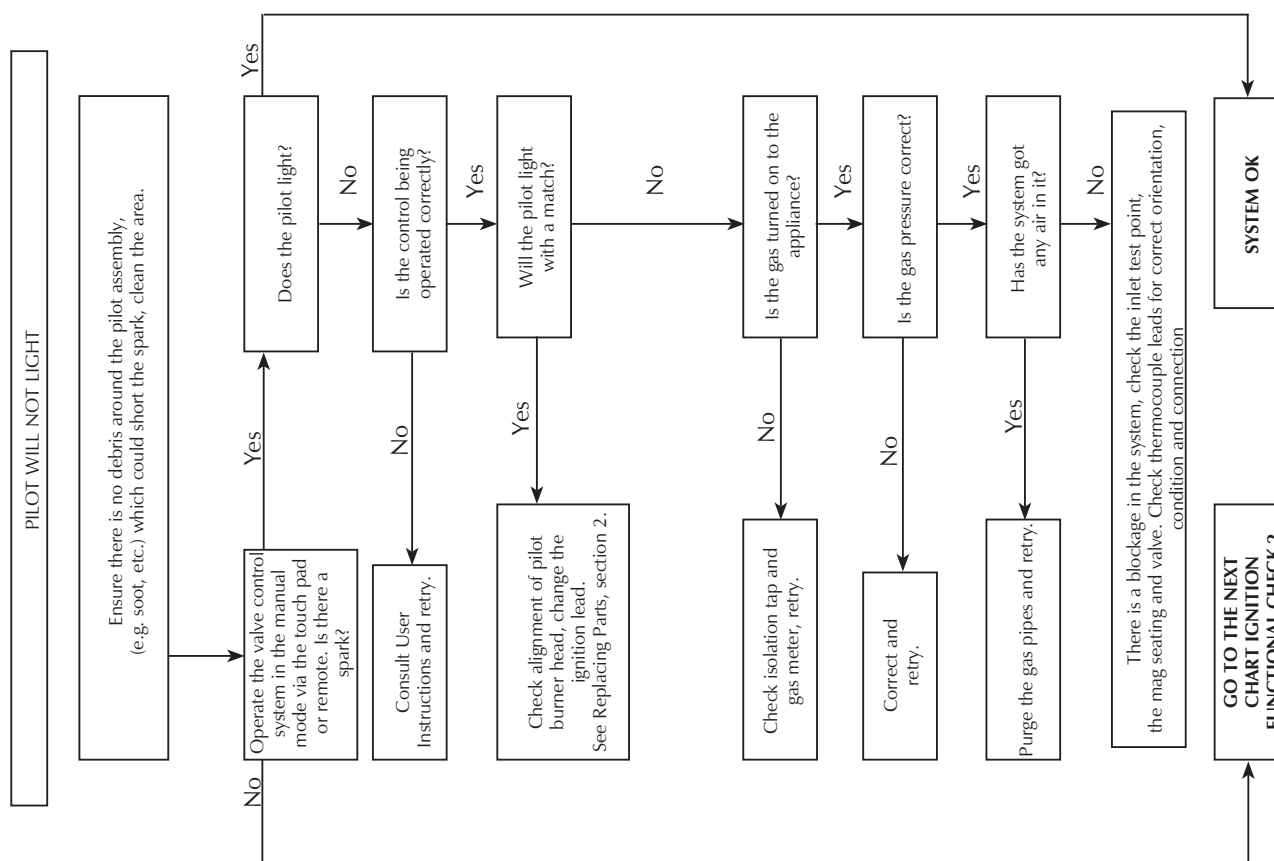 PILOT WILL NOT LIGHT
Ensure there is no debris around the pilot assembly,
(e.g. soot, etc.) which could short the spark, clean the area.
Operate the valve control
system in the manual
mode via the touch pad
or remote. Is there a
spark?
Yes
No
Does the pilot light?
Yes
No
Is the control being
operated correctly?
No
Consult User
Instructions and retry.
Yes
Will the pilot light
with a match?
Yes
Check alignment of pilot
burner head, change the
ignition lead.
See Replacing Parts, section 2.
No
Is the gas turned on to the
appliance?
No
Check isolation tap and
gas meter, retry.
Yes
Is the gas pressure correct?
No
Correct and
retry.
Yes
Has the system got
any air in it?
Yes
Purge the gas pipes and retry.
No
There is a blockage in the system, check the inlet test point,
the mag seating and valve. Check thermocouple leads for correct orientation,
condition and connection
GO TO THE NEXT
CHART IGNITION
FUNCTIONAL CHECK
SYSTEM OK